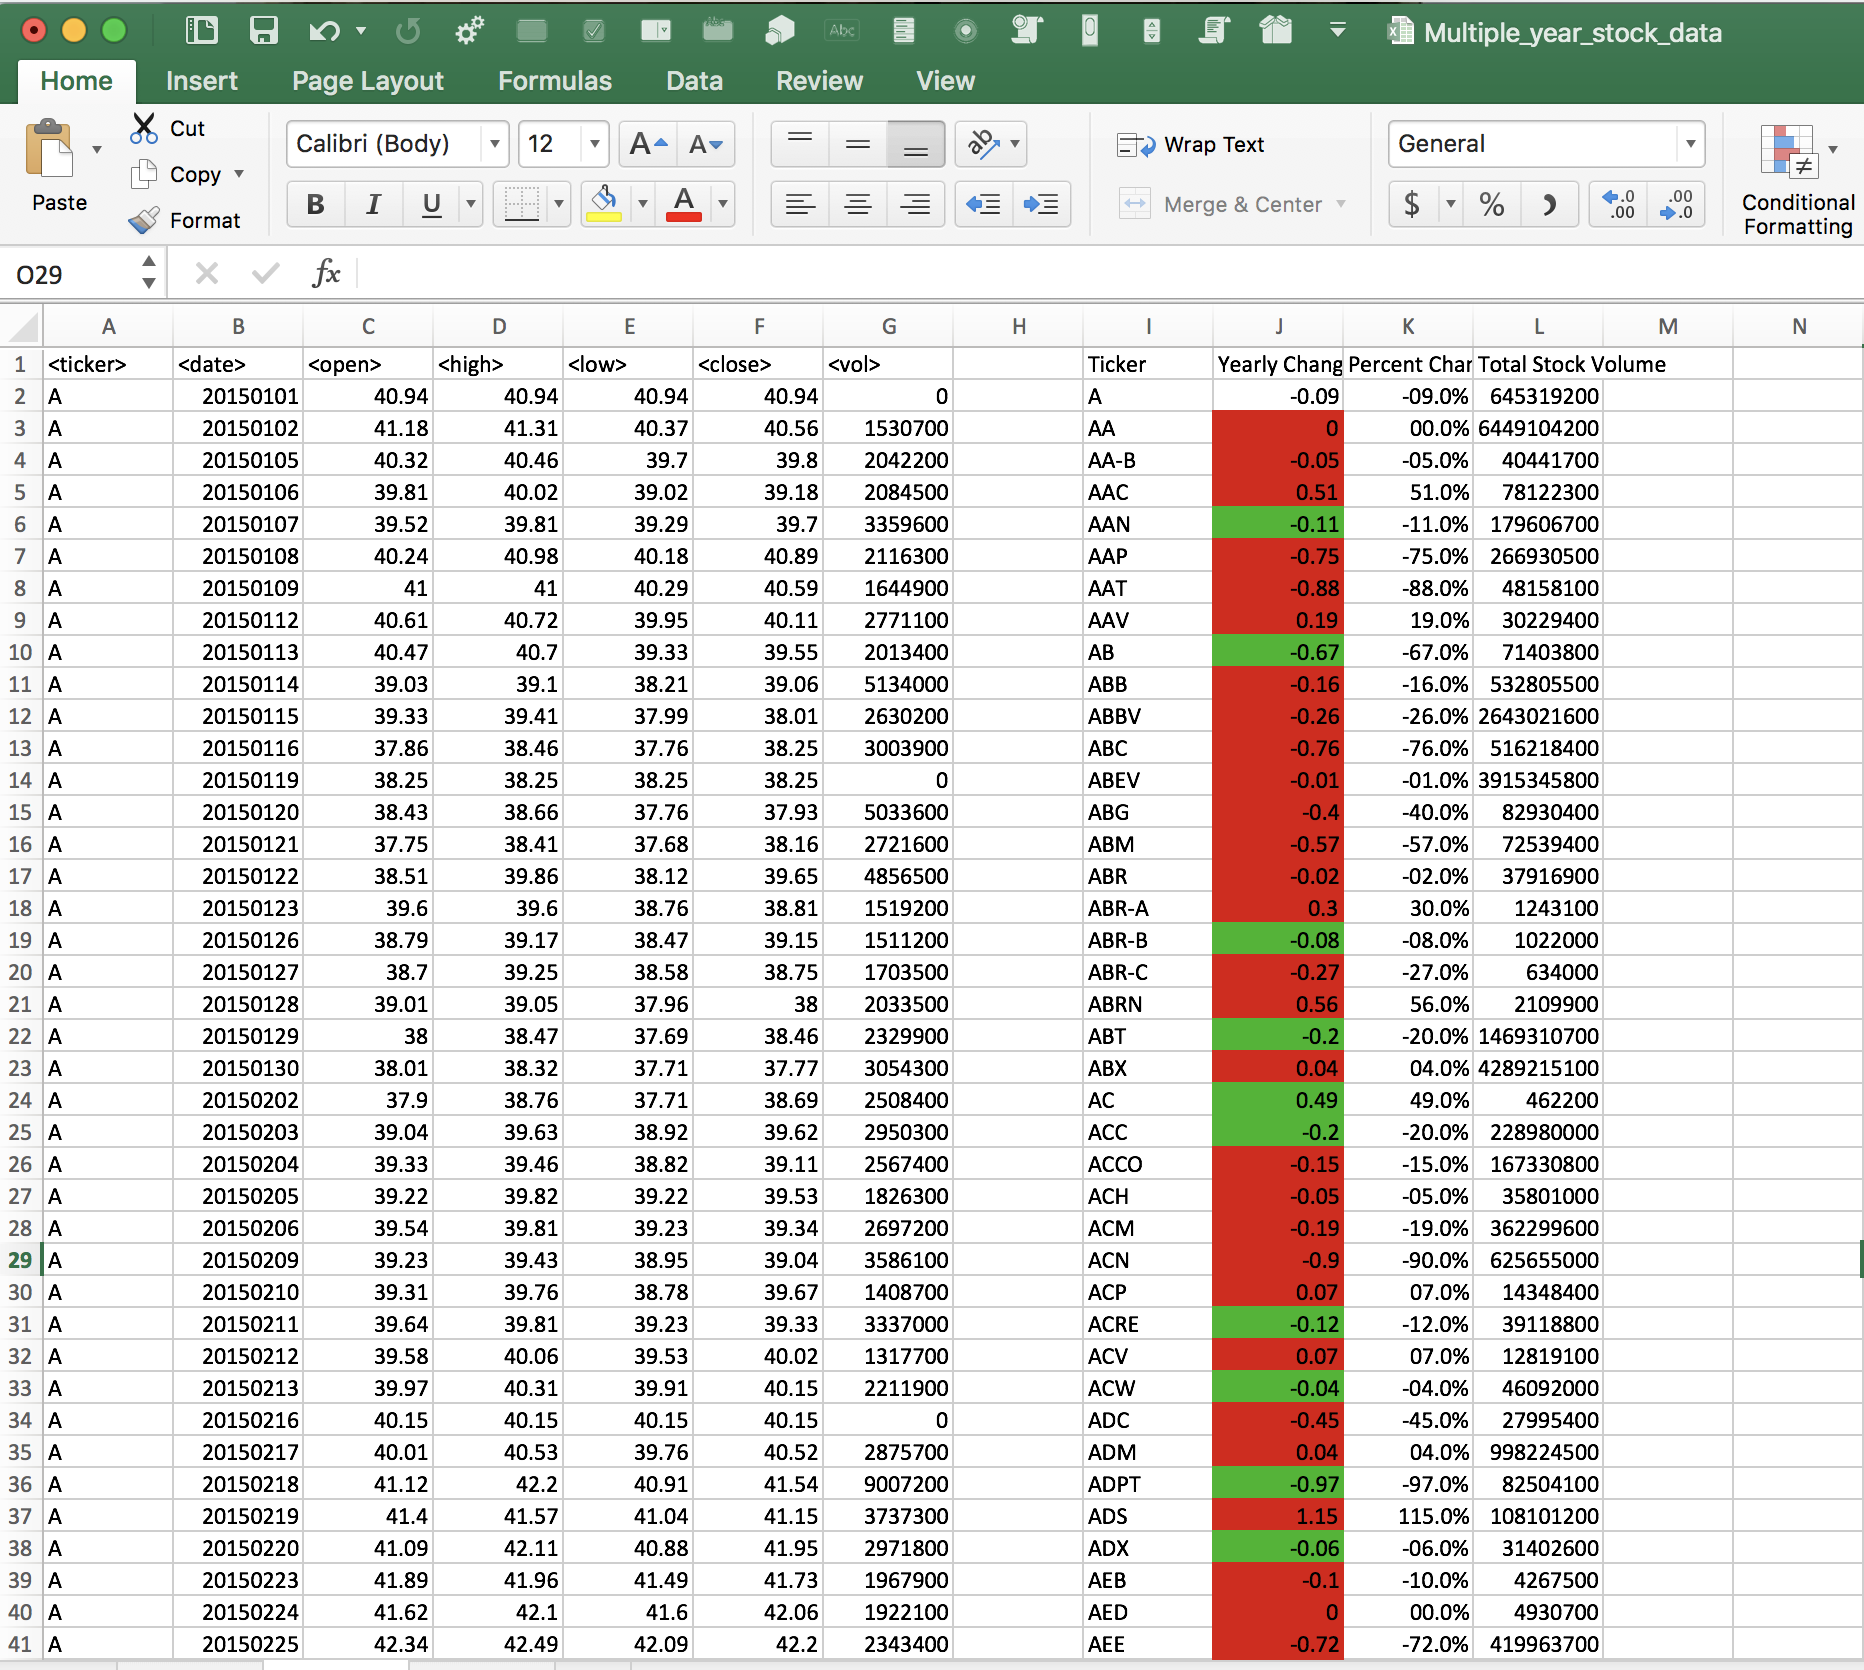 Abc
Multiple_year_stock_data
Home Insert Page Layout Formulas Data Review View
Paste
Cut
Copy
Format
Calibri (Body) 12 A A
B I U A
ab
Wrap Text
Merge & Center
General
$ % .0 .00 .00 .0
Conditional Formatting
O29 fx
A B C D E F G H I J K L M N
1 <ticker> <date> <open> <high> <low> <close> <vol> Ticker Yearly Chang Percent Char Total Stock Volume
2 A 20150101 40.94 40.94 40.94 40.94 0 A -0.09 -09.0% 645319200
3 A 20150102 41.18 41.31 40.37 40.56 1530700 AA 0 00.0% 6449104200
4 A 20150105 40.32 40.46 39.7 39.8 2042200 AA-B -0.05 -05.0% 40441700
5 A 20150106 39.81 40.02 39.02 39.18 2084500 AAC 0.51 51.0% 78122300
6 A 20150107 39.52 39.81 39.29 39.7 3359600 AAN -0.11 -11.0% 179606700
7 A 20150108 40.24 40.98 40.18 40.89 2116300 AAP -0.75 -75.0% 266930500
8 A 20150109 41 41 40.29 40.59 1644900 AAT -0.88 -88.0% 48158100
9 A 20150112 40.61 40.72 39.95 40.11 2771100 AAV 0.19 19.0% 30229400
10 A 20150113 40.47 40.7 39.33 39.55 2013400 AB -0.67 -67.0% 71403800
11 A 20150114 39.03 39.1 38.21 39.06 5134000 ABB -0.16 -16.0% 532805500
12 A 20150115 39.33 39.41 37.99 38.01 2630200 ABBV -0.26 -26.0% 2643021600
13 A 20150116 37.86 38.46 37.76 38.25 3003900 ABC -0.76 -76.0% 516218400
14 A 20150119 38.25 38.25 38.25 38.25 0 ABEV -0.01 -01.0% 3915345800
15 A 20150120 38.43 38.66 37.76 37.93 5033600 ABG -0.4 -40.0% 82930400
16 A 20150121 37.75 38.41 37.68 38.16 2721600 ABM -0.57 -57.0% 72539400
17 A 20150122 38.51 39.86 38.12 39.65 4856500 ABR -0.02 -02.0% 37916900
18 A 20150123 39.6 39.6 38.76 38.81 1519200 ABR-A 0.3 30.0% 1243100
19 A 20150126 38.79 39.17 38.47 39.15 1511200 ABR-B -0.08 -08.0% 1022000
20 A 20150127 38.7 39.25 38.58 38.75 1703500 ABR-C -0.27 -27.0% 634000
21 A 20150128 39.01 39.05 37.96 38 2033500 ABRN 0.56 56.0% 2109900
22 A 20150129 38 38.47 37.69 38.46 2329900 ABT -0.2 -20.0% 1469310700
23 A 20150130 38.01 38.32 37.71 37.77 3054300 ABX 0.04 04.0% 4289215100
24 A 20150202 37.9 38.76 37.71 38.69 2508400 AC 0.49 49.0% 462200
25 A 20150203 39.04 39.63 38.92 39.62 2950300 ACC -0.2 -20.0% 228980000
26 A 20150204 39.33 39.46 38.82 39.11 2567400 ACCO -0.15 -15.0% 167330800
27 A 20150205 39.22 39.82 39.22 39.53 1826300 ACH -0.05 -05.0% 35801000
28 A 20150206 39.54 39.81 39.23 39.34 2697200 ACM -0.19 -19.0% 362299600
29 A 20150209 39.23 39.43 38.95 39.04 3586100 ACN -0.9 -90.0% 625655000
30 A 20150210 39.31 39.76 38.78 39.67 1408700 ACP 0.07 07.0% 14348400
31 A 20150211 39.64 39.81 39.23 39.33 3337000 ACRE -0.12 -12.0% 39118800
32 A 20150212 39.58 40.06 39.53 40.02 1317700 ACV 0.07 07.0% 12819100
33 A 20150213 39.97 40.31 39.91 40.15 2211900 ACW -0.04 -04.0% 46092000
34 A 20150216 40.15 40.15 40.15 40.15 0 ADC -0.45 -45.0% 27995400
35 A 20150217 40.01 40.53 39.76 40.52 2875700 ADM 0.04 04.0% 998224500
36 A 20150218 41.12 42.2 40.91 41.54 9007200 ADPT -0.97 -97.0% 82504100
37 A 20150219 41.4 41.57 41.04 41.15 3737300 ADS 1.15 115.0% 108101200
38 A 20150220 41.09 42.11 40.88 41.95 2971800 ADX -0.06 -06.0% 31402600
39 A 20150223 41.89 41.96 41.49 41.73 1967900 AEB -0.1 -10.0% 4267500
40 A 20150224 41.62 42.1 41.6 42.06 1922100 AED 0 00.0% 4930700
41 A 20150225 42.34 42.49 42.09 42.2 2343400 AEE -0.72 -72.0% 419963700